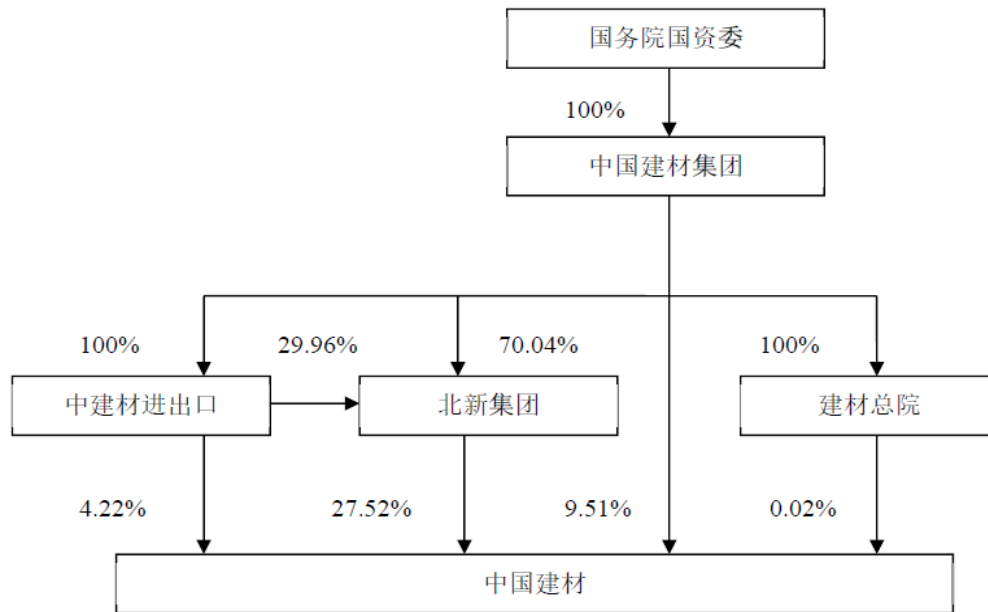 国务院国资委
100%
中国建材集团
100%
29.96%
70.04%
100%
中建材进出口
北新集团
建材总院
4.22%
27.52%
9.51%
0.02%
中国建材